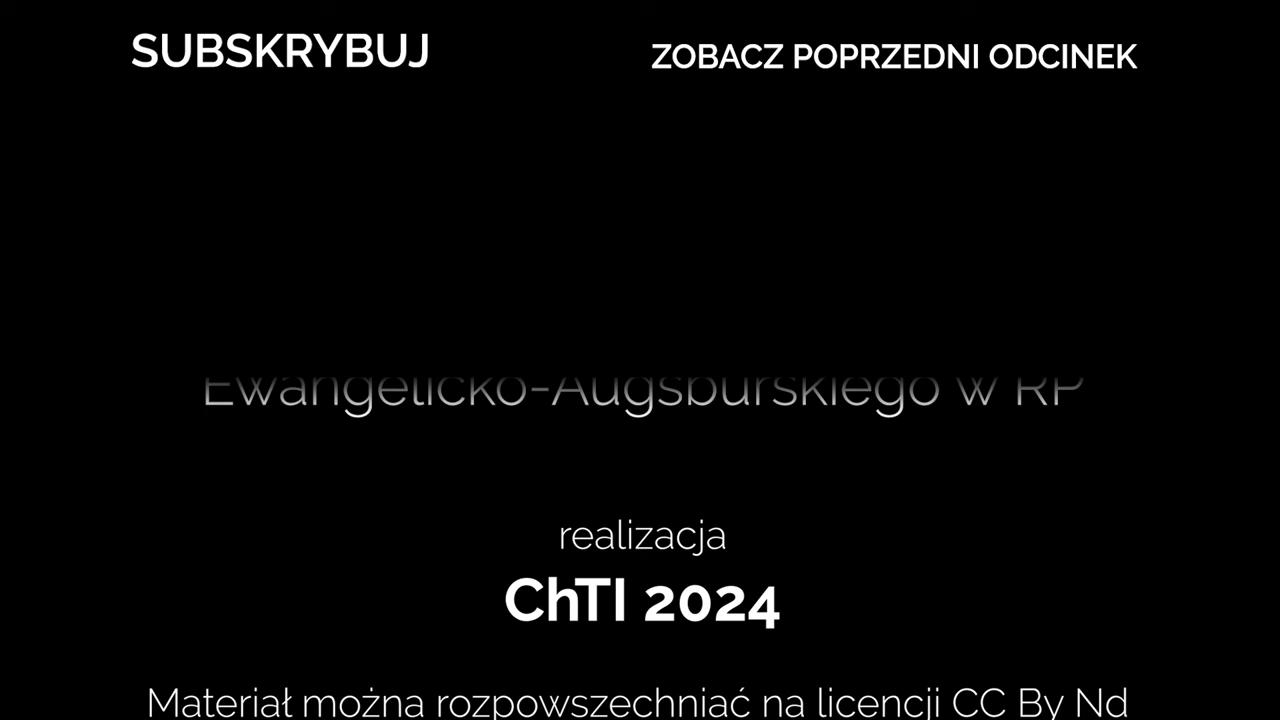 SUBSKRYBUJ
ZOBACZ POPRZEDNI ODCINEK
Ewangelicko-Augsburskiego w RP
realizacja
ChTI 2024
Materiał można rozpowszechniać na licencji CC By Nd